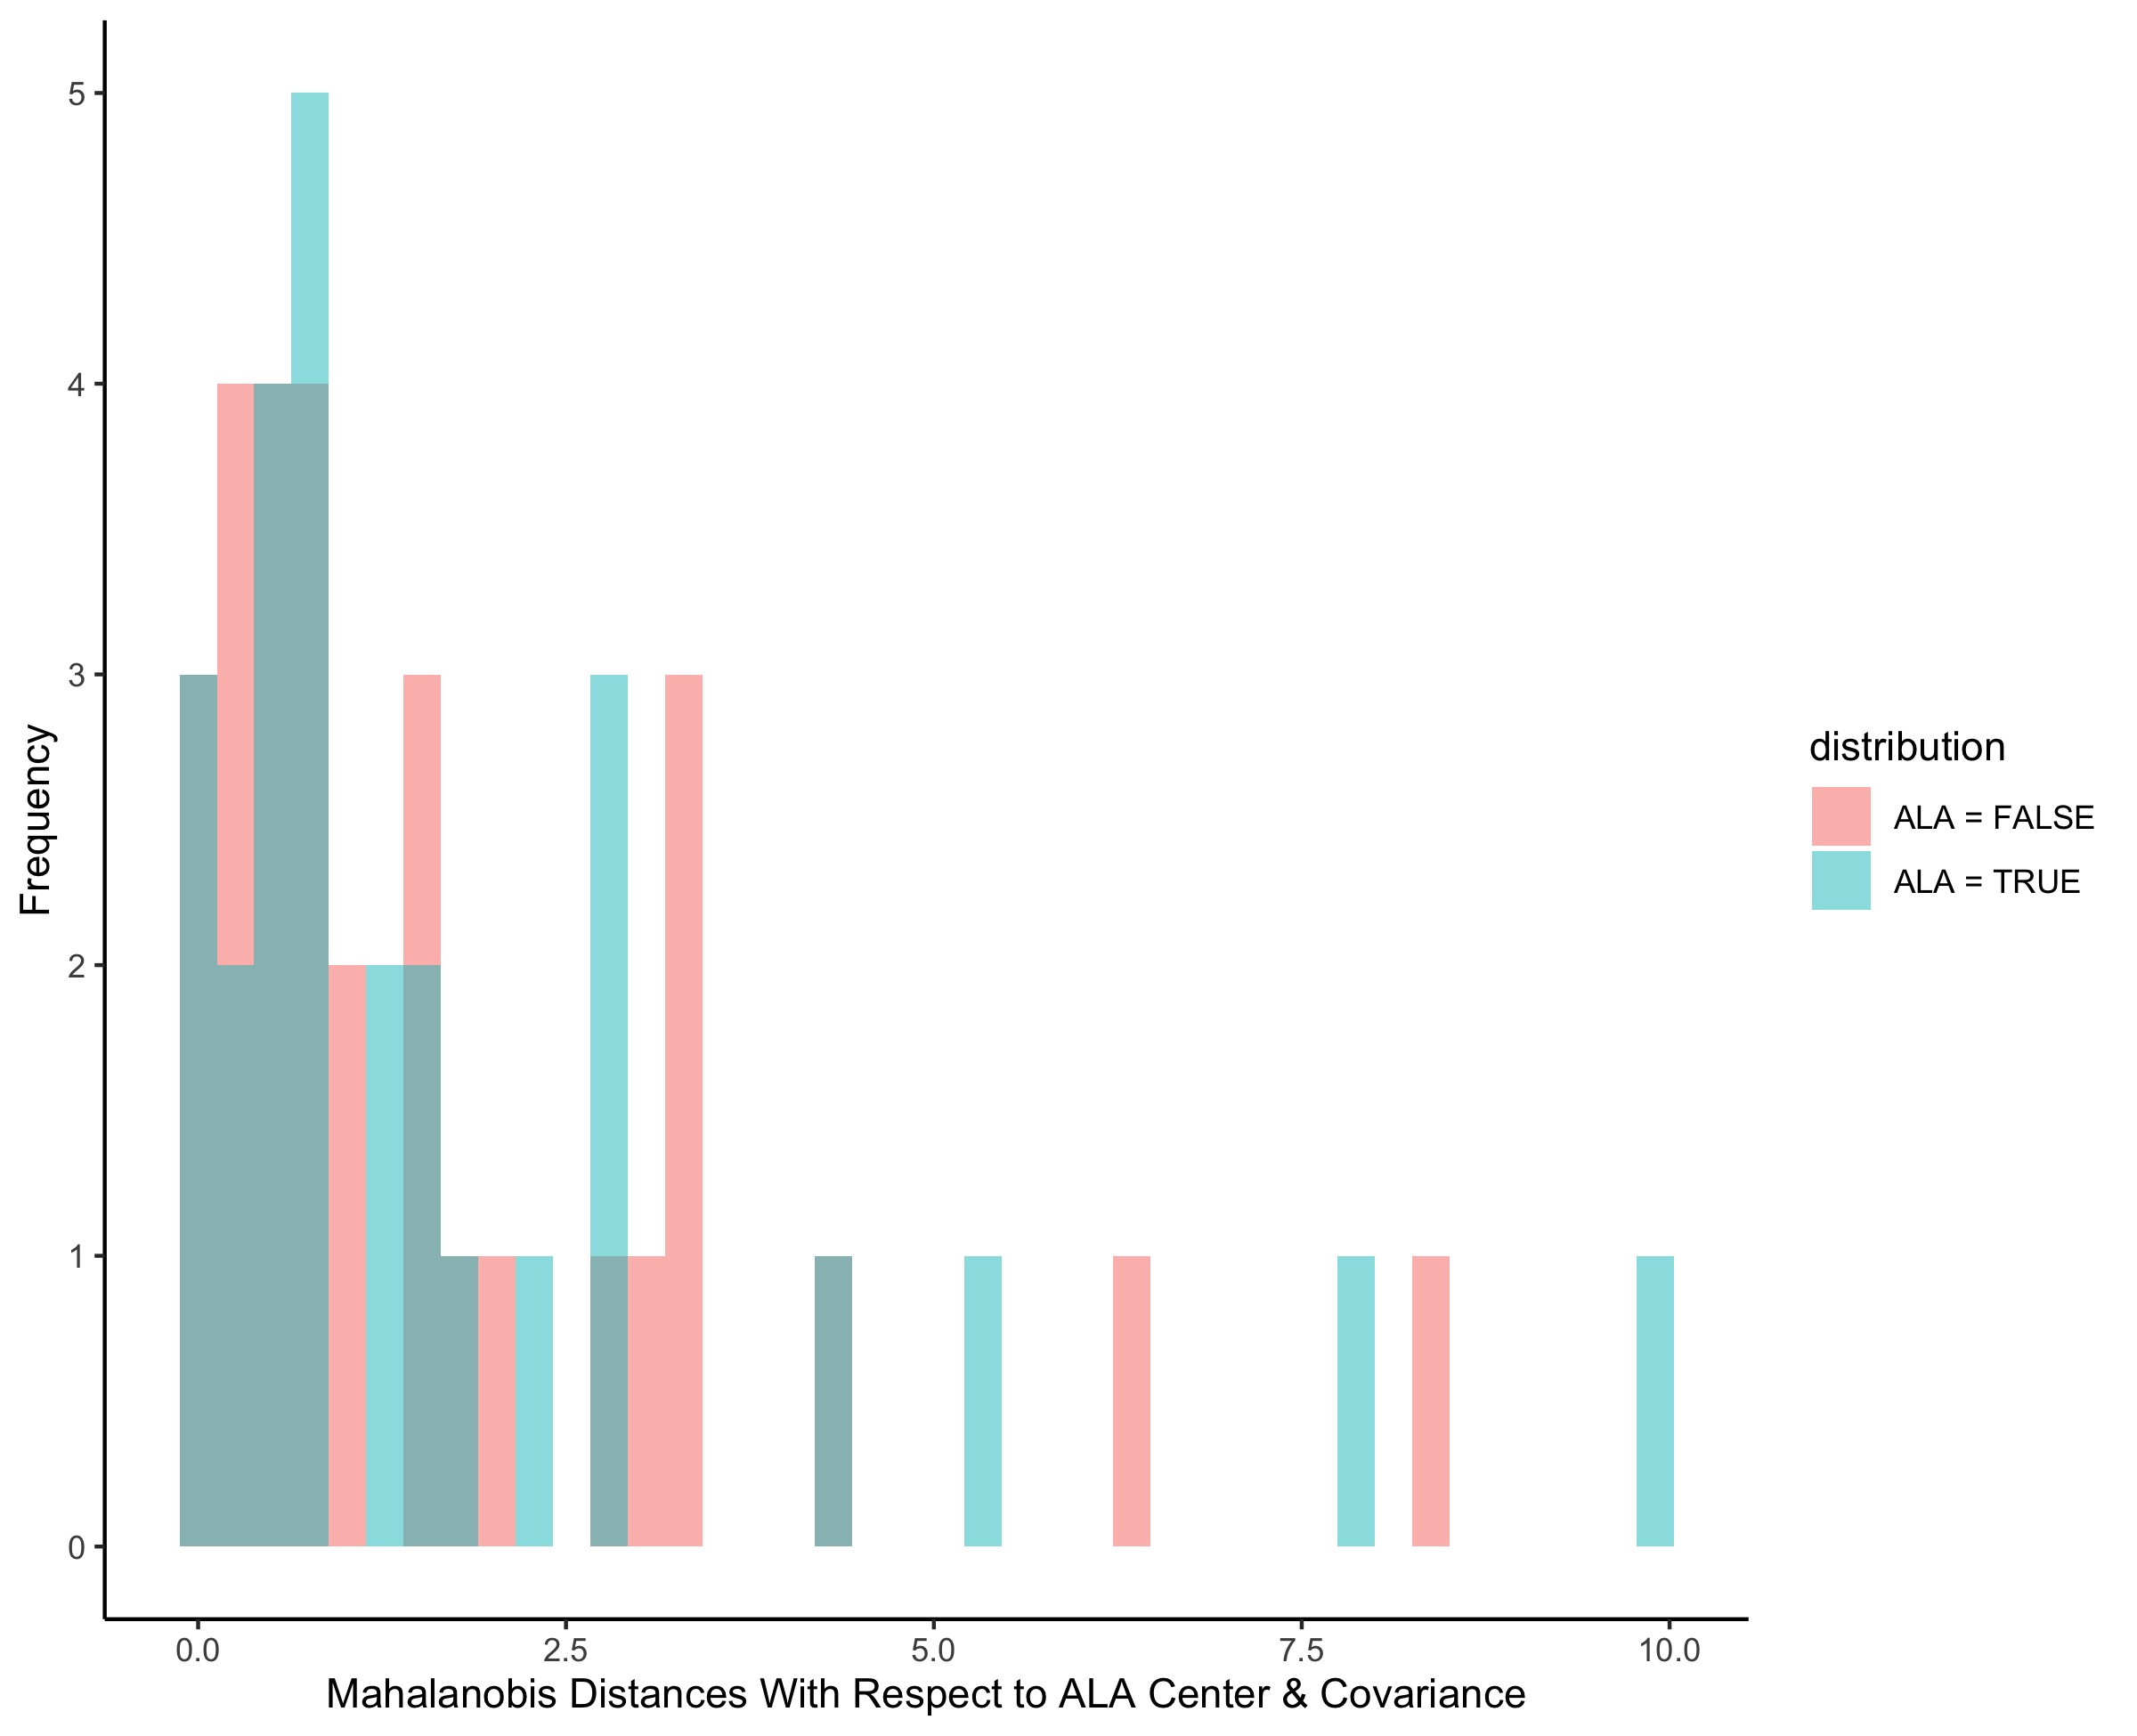 5
4
3
2
1
0
Frequency
0.0 2.5 5.0 7.5 10.0
Mahalanobis Distances With Respect to ALA Center & Covariance
distribution
ALA = FALSE
ALA = TRUE